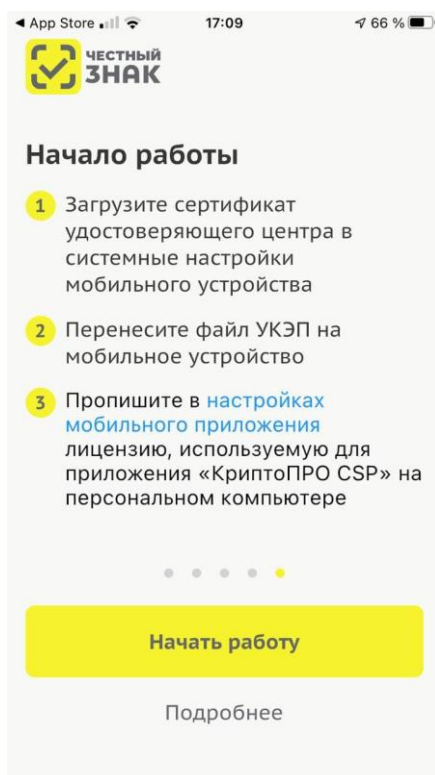 App Store 17:09 66 %
ЧЕСТНЫЙ
ЗНАК
Начало работы
1 Загрузите сертификат
удостоверяющего центра в
системные настройки
мобильного устройства
2 Перенесите файл УКЭП на
мобильное устройство
3 Пропишите в настройках
мобильного приложения
лицензию, используемую для
приложения «КриптоПРО CSP» на
персональном компьютере
Начать работу
Подробнее